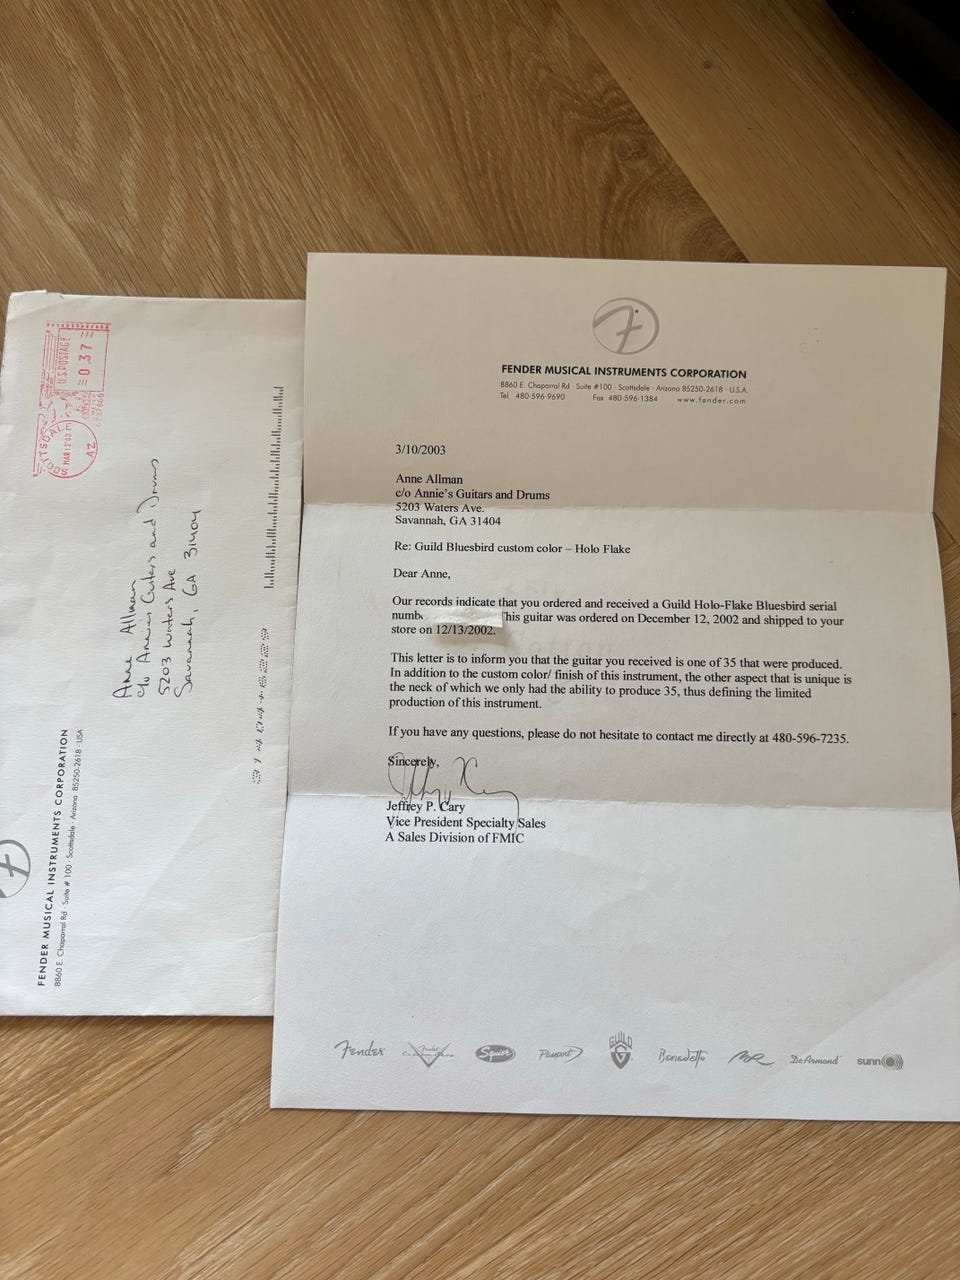 FENDER MUSICAL INSTRUMENTS CORPORATION
8860 E. Chaparral Rd · Suite #100 · Scottsdale · Arizona 85250-2618 · U.S.A.
Tel 480-596-9690 Fax 480-596-1384 www.fender.com
3/10/2003
Anne Allman
c/o Annie's Guitars and Drums
5203 Waters Ave.
Savannah, GA 31404
Re: Guild Bluesbird custom color – Holo Flake
Dear Anne,
Our records indicate that you ordered and received a Guild Holo-Flake Bluesbird serial
This guitar was ordered on December 12, 2002 and shipped to your
store on 12/13/2002.
This letter is to inform you that the guitar you received is one of 35 that were produced.
In addition to the custom color/ finish of this instrument, the other aspect that is unique is
the neck of which we only had the ability to produce 35, thus defining the limited
production of this instrument.
If you have any questions, please do not hesitate to contact me directly at 480-596-7235.
Sincerely,
Jeffrey P. Cary
Vice President Specialty Sales
A Sales Division of FMIC
Fender
Squier
GUILD
G
Benedetto
DeArmond
sunn
U.S. POSTAGE
0.37
SCOTTSDALE
MAR 12 '03
AZ
Anne Allman
c/o Annie's Guitars and Drums
5203 Waters Ave
Savannah, GA 31404
FENDER MUSICAL INSTRUMENTS CORPORATION
8860 E. Chaparral Rd · Suite #100 · Scottsdale · Arizona 85250-2618 · USA